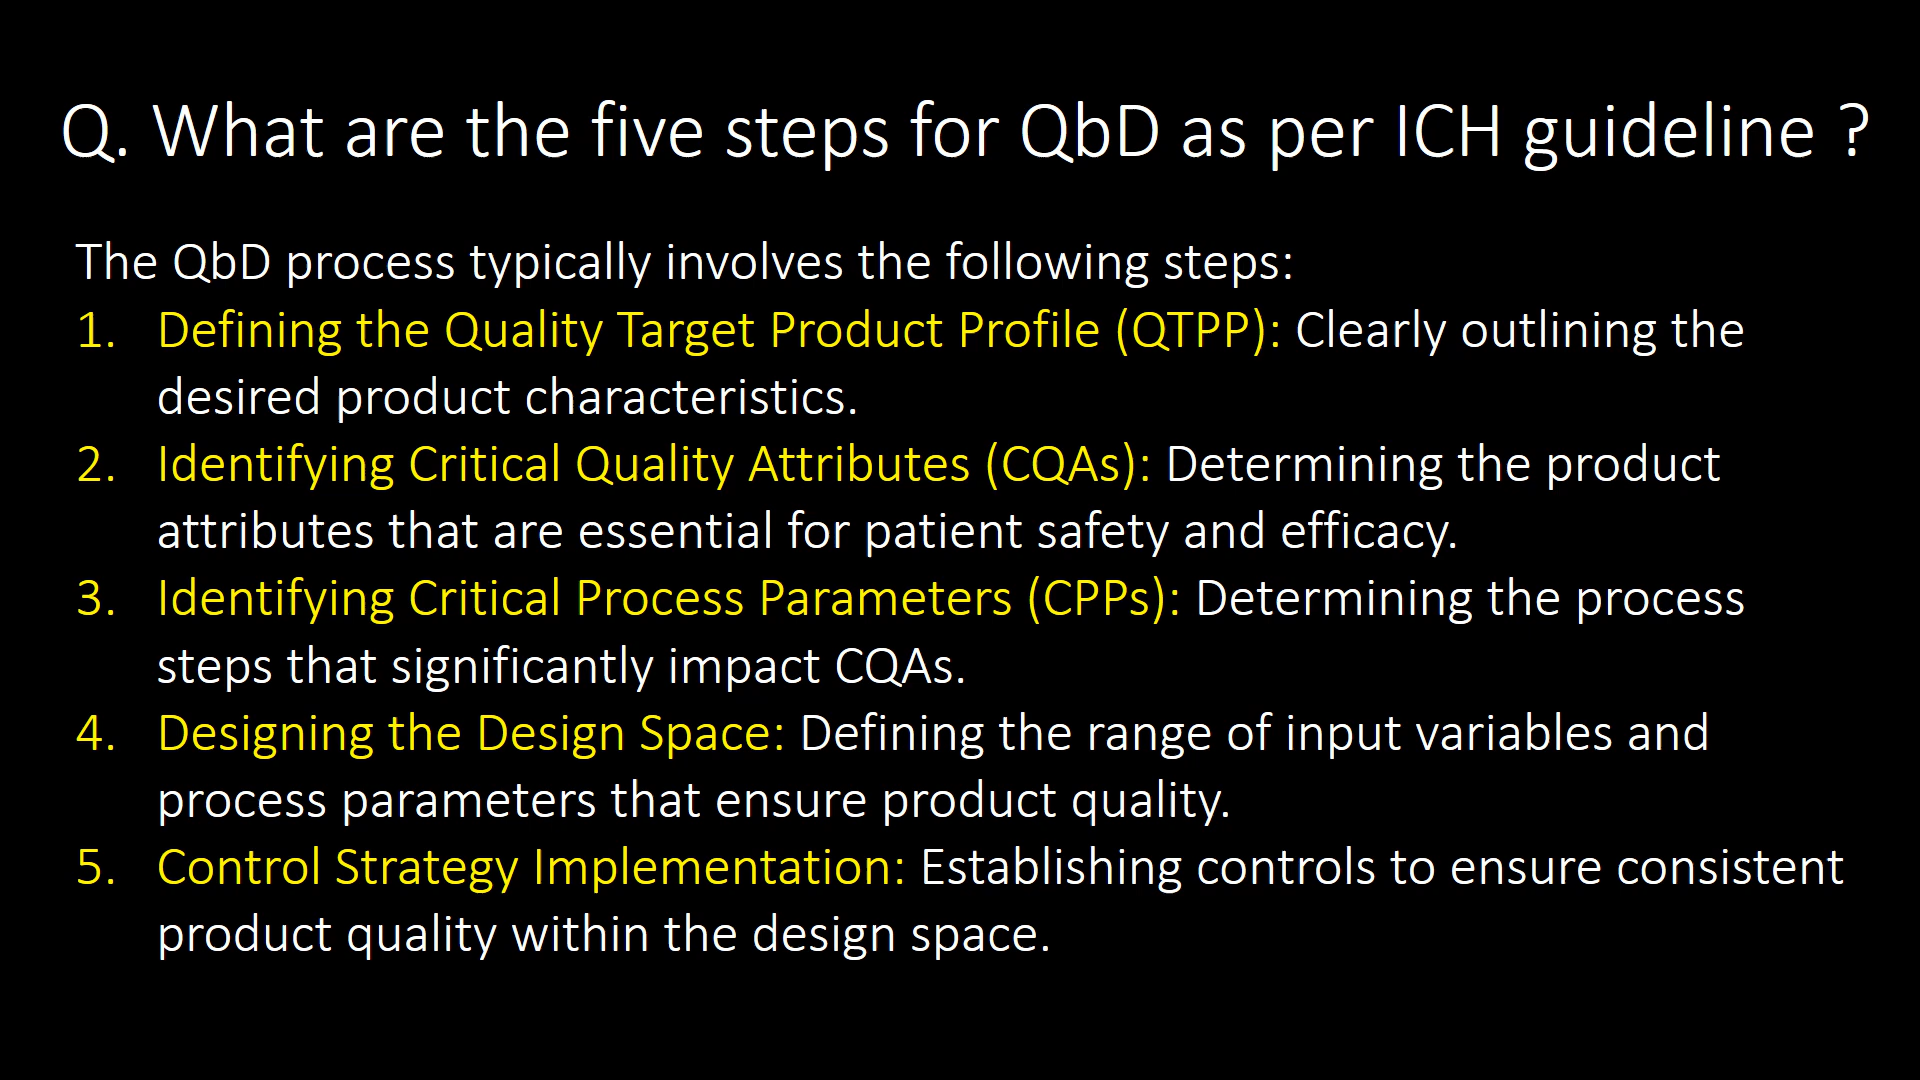 Q. What are the five steps for QbD as per ICH guideline ?
The QbD process typically involves the following steps:
1. Defining the Quality Target Product Profile (QTPP): Clearly outlining the
desired product characteristics.
2. Identifying Critical Quality Attributes (CQAs): Determining the product
attributes that are essential for patient safety and efficacy.
3. Identifying Critical Process Parameters (CPPs): Determining the process
steps that significantly impact CQAs.
4. Designing the Design Space: Defining the range of input variables and
process parameters that ensure product quality.
5. Control Strategy Implementation: Establishing controls to ensure consistent
product quality within the design space.